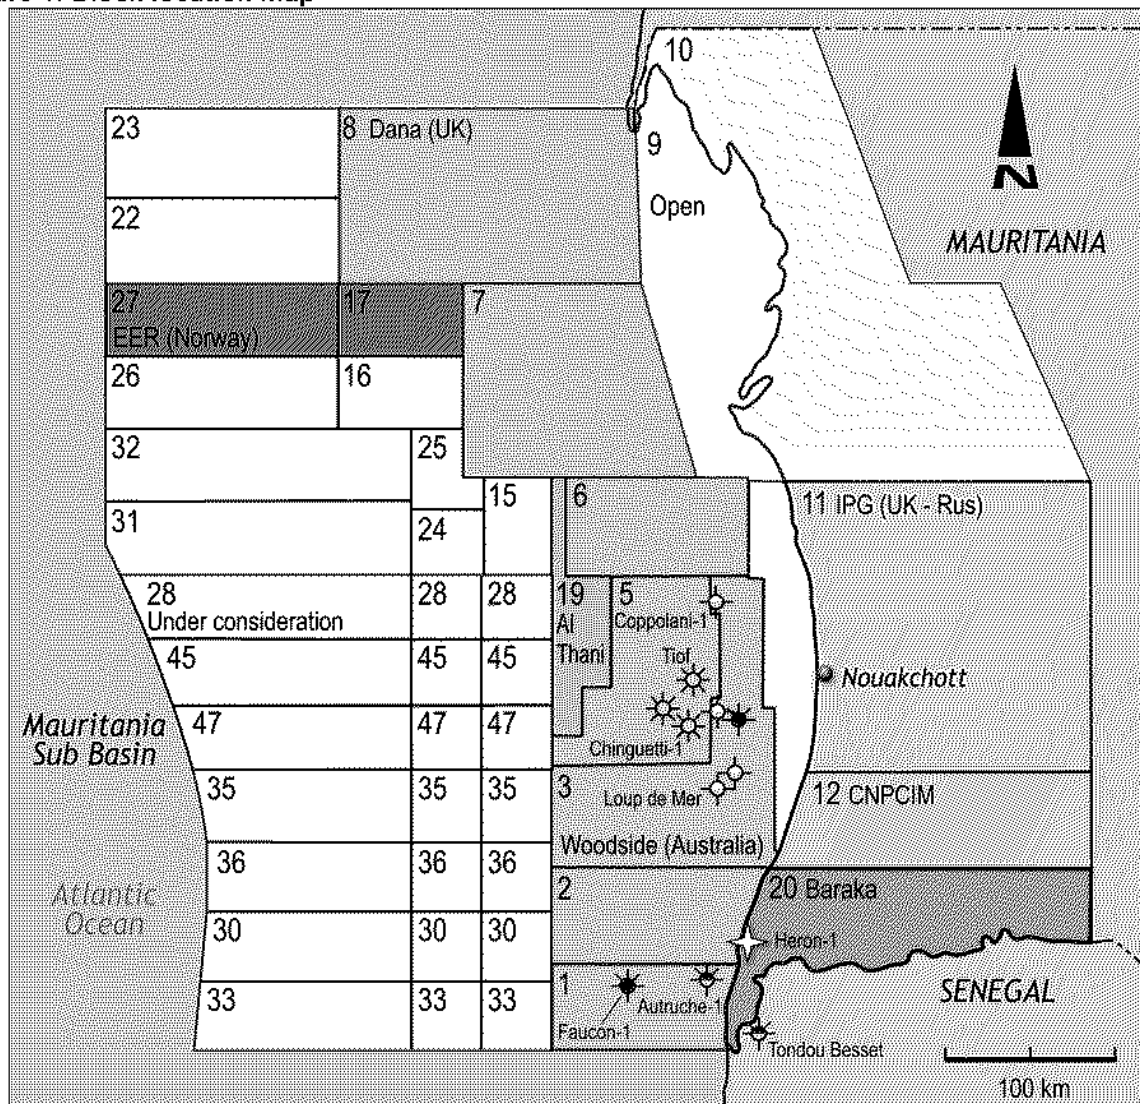 10
23
8 Dana (UK)
9
Open
22
MAURITANIA
N
27
EER (Norway)
17
7
26
16
32
25
15
6
11 IPG (UK - Rus)
31
24
28
Under consideration
28
28
19
Al
Thani
5
Coppolani-1
45
45
45
Tiof
Nouakchott
Mauritania
Sub Basin
47
47
47
Chinguetti-1
35
35
35
3
Loup de Mer
12 CNPCIM
Woodside (Australia)
36
36
36
2
20 Baraka
Atlantic
Ocean
30
30
30
Heron-1
33
33
33
1
Autruche-1
Faucon-1
SENEGAL
Tondou Besset
100 km